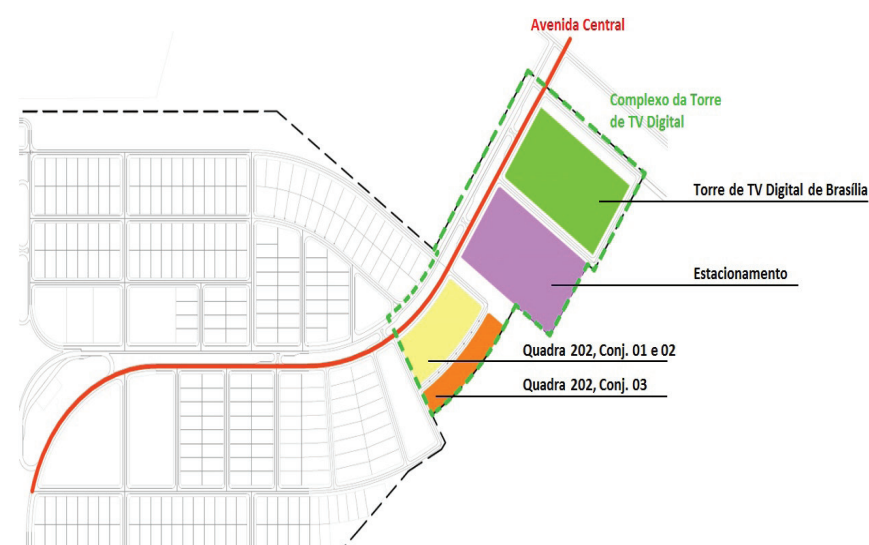 Avenida Central
Complexo da Torre
de TV Digital
Torre de TV Digital de Brasília
Estacionamento
Quadra 202, Conj. 01 e 02
Quadra 202, Conj. 03